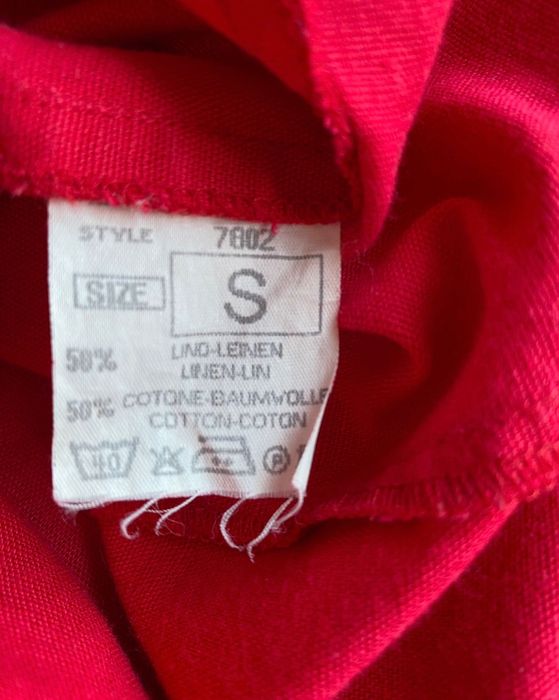 STYLE 7802
SIZE S
50% LINO-LEINEN
LINEN-LIN
50% COTONE-BAUMWOLLE
COTTON-COTON
40 P